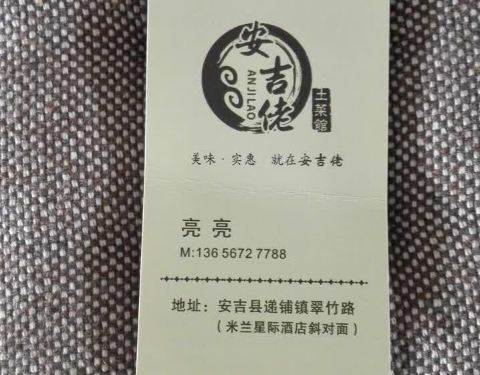 安吉佬
ANJILAO
土菜館
美味·实惠 就在安吉佬
亮亮
M:136 5672 7788
地址：安吉县递铺镇翠竹路
（米兰星际酒店斜对面）